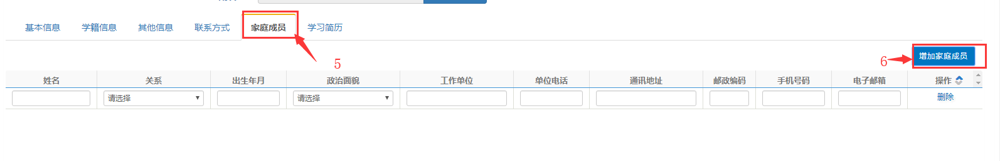 基本信息 学籍信息 其他信息 联系方式 家庭成员 学习简历
5
6 增加家庭成员
姓名 关系 出生年月 政治面貌 工作单位 单位电话 通讯地址 邮政编码 手机号码 电子邮箱 操作
请选择 请选择 删除